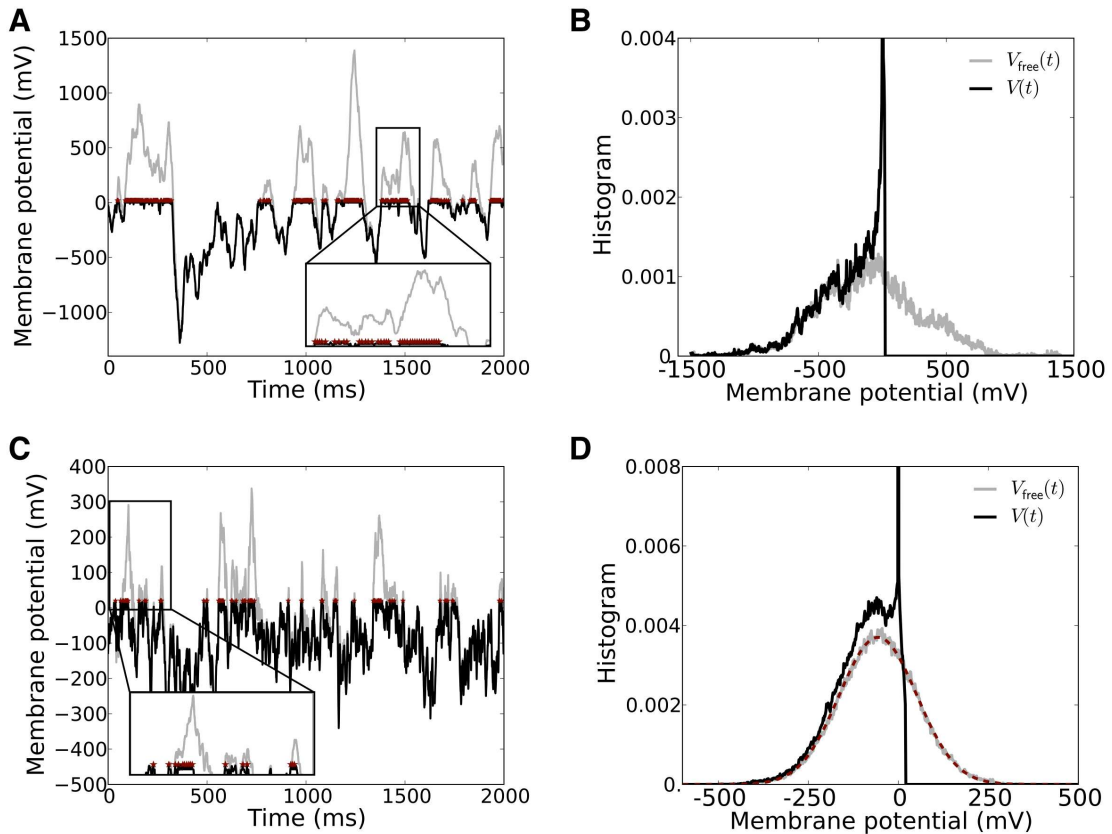 A
1500
1000
500
0
−500
−1000
Membrane potential (mV)
0 500 1000 1500 2000
Time (ms)
B
0.004
0.003
0.002
0.001
0
Histogram
V_free(t)
V(t)
-1500 -500 500 1500
Membrane potential (mV)
C
400
300
200
100
0
−100
−200
−300
−400
−500
Membrane potential (mV)
0 500 1000 1500 2000
Time (ms)
D
0.008
0.006
0.004
0.002
0
Histogram
V_free(t)
V(t)
-500 -250 0 250 500
Membrane potential (mV)